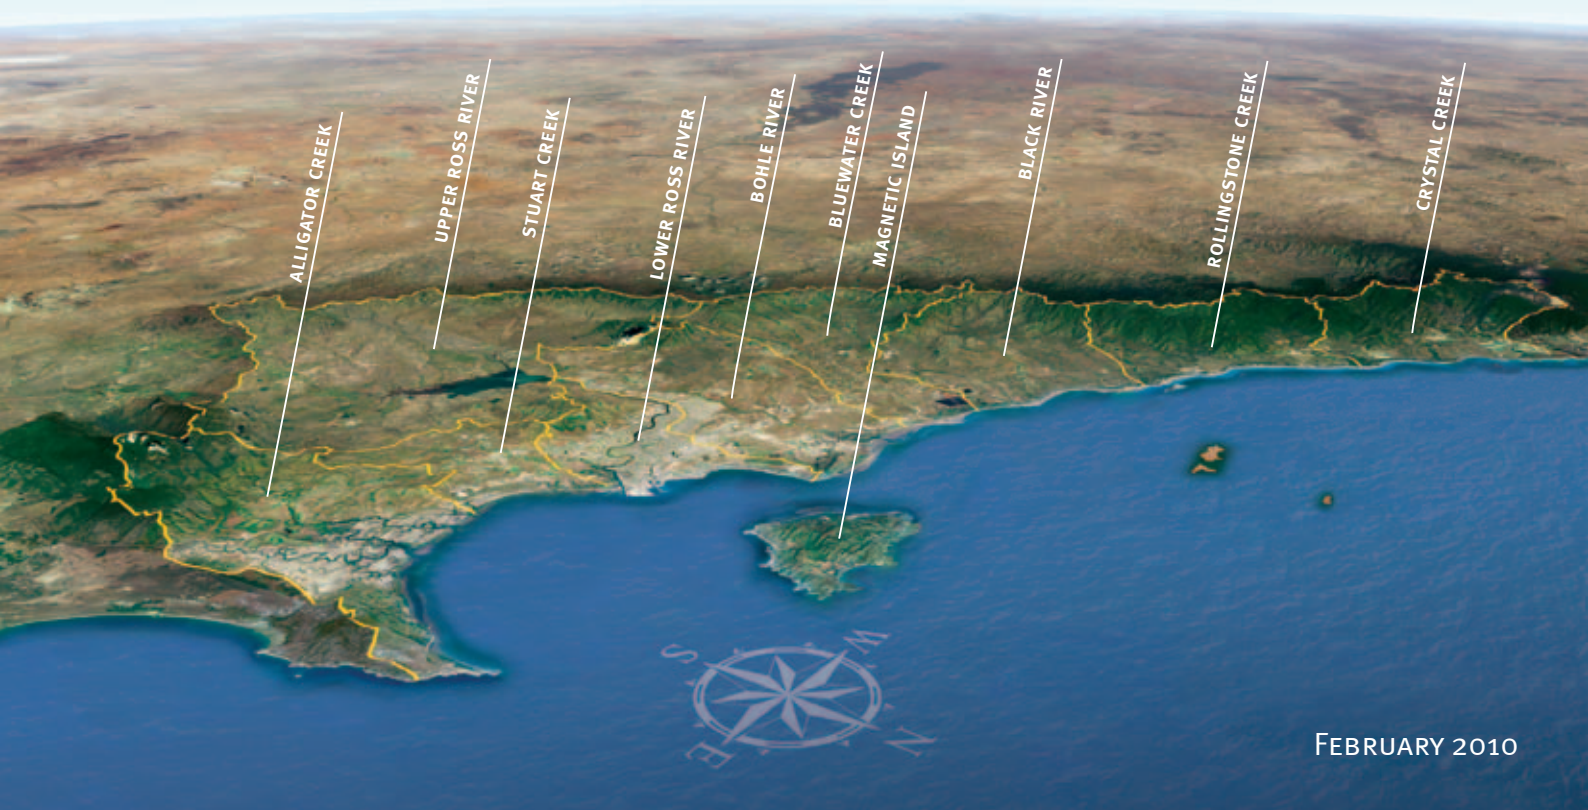 ALLIGATOR CREEK
UPPER ROSS RIVER
STUART CREEK
LOWER ROSS RIVER
BOHLE RIVER
BLUEWATER CREEK
MAGNETIC ISLAND
BLACK RIVER
ROLLINGSTONE CREEK
CRYSTAL CREEK
S
W
E
N
FEBRUARY 2010